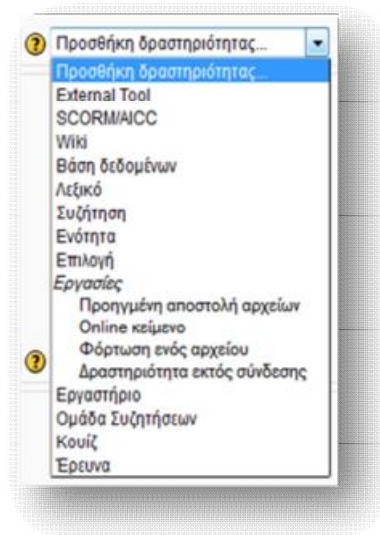 Προσθήκη δραστηριότητας...
Προσθήκη δραστηριότητας...
External Tool
SCORM/AICC
Wiki
Βάση δεδομένων
Λεξικό
Συζήτηση
Ενότητα
Επιλογή
Εργασίες
Προηγμένη αποστολή αρχείων
Online κείμενο
Φόρτωση ενός αρχείου
Δραστηριότητα εκτός σύνδεσης
Εργαστήριο
Ομάδα Συζητήσεων
Κουίζ
Έρευνα